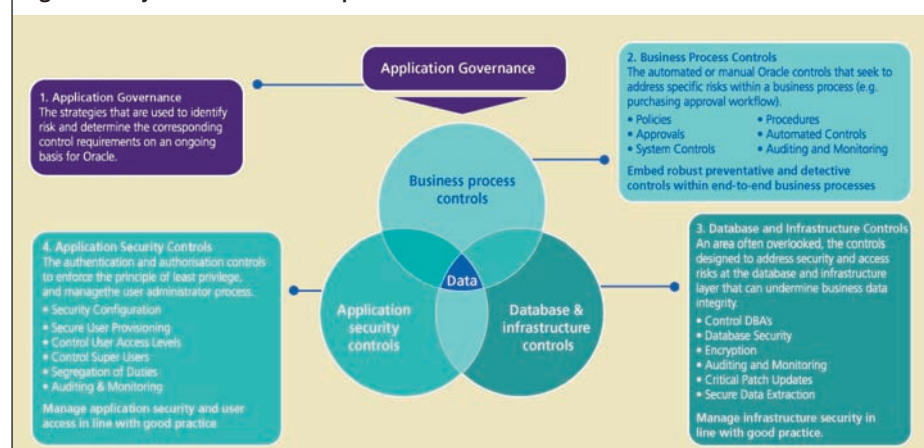 Application Governance
1. Application Governance
The strategies that are used to identify
risk and determine the corresponding
control requirements on an ongoing
basis for Oracle.
2. Business Process Controls
The automated or manual Oracle controls that seek to
address specific risks within a business process (e.g.
purchasing approval workflow).
• Policies
• Approvals
• System Controls
• Procedures
• Automated Controls
• Auditing and Monitoring
Embed robust preventative and detective
controls within end-to-end business processes
Business process
controls
Data
Application
security
controls
Database &
infrastructure
controls
4. Application Security Controls
The authentication and authorisation controls
to enforce the principle of least privilege,
and managethe user administrator process.
• Security Configuration
• Secure User Provisioning
• Control User Access Levels
• Control Super Users
• Segregation of Duties
• Auditing & Monitoring
Manage application security and user
access in line with good practice
3. Database and Infrastructure Controls
An area often overlooked, the controls
designed to address security and access
risks at the database and infrastructure
layer that can undermine business data
integrity.
• Control DBA's
• Database Security
• Encryption
• Auditing and Monitoring
• Critical Patch Updates
• Secure Data Extraction
Manage infrastructure security in
line with good practice.